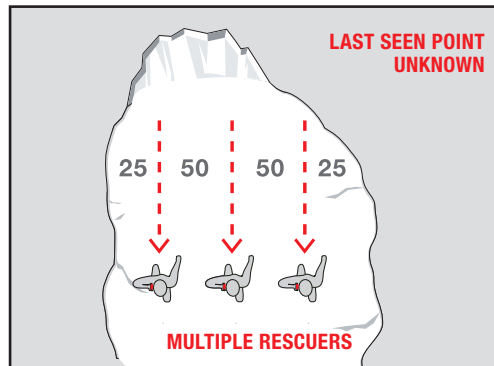 LAST SEEN POINT
UNKNOWN
25 50 50 25
MULTIPLE RESCUERS